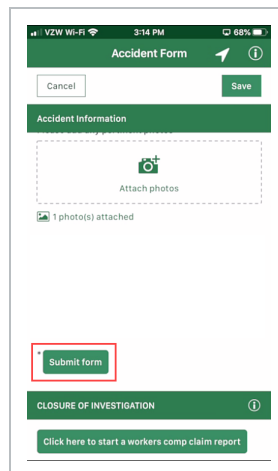 VZW Wi-Fi 3:14 PM 68%
Accident Form
Cancel Save
Accident Information
Attach photos
1 photo(s) attached
* Submit form
CLOSURE OF INVESTIGATION
Click here to start a workers comp claim report